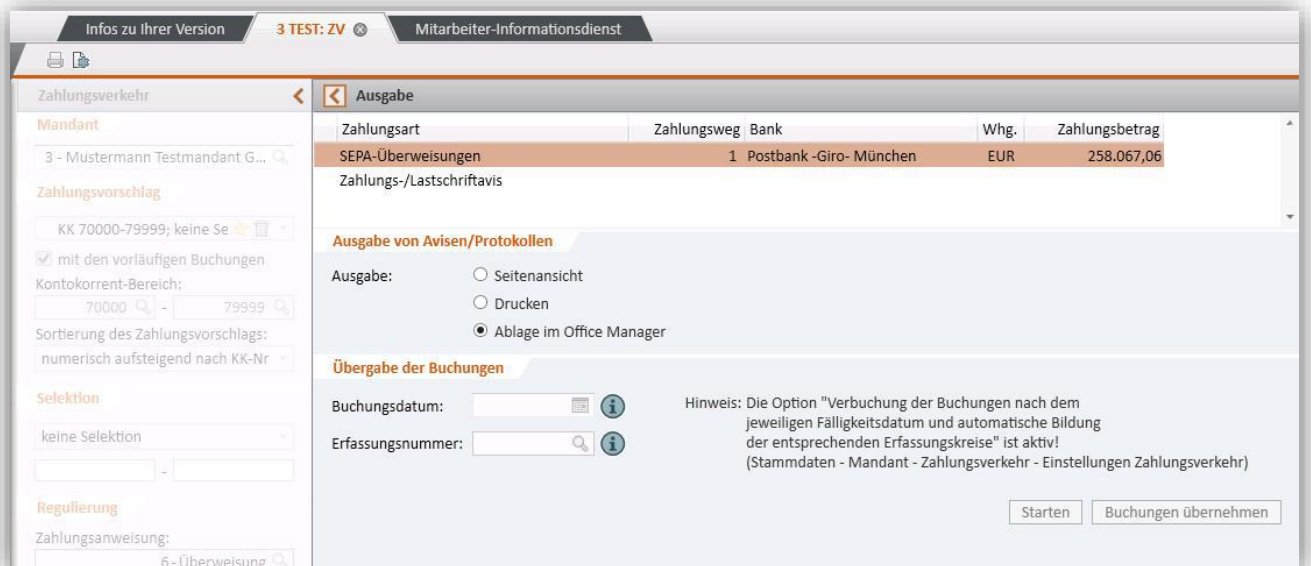 Infos zu Ihrer Version
3 TEST: ZV
Mitarbeiter-Informationsdienst
Zahlungsverkehr
Mandant
3 - Mustermann Testmandant G...
Zahlungsvorschlag
KK 70000-79999; keine Se
mit den vorläufigen Buchungen
Kontokorrent-Bereich:
70000 - 79999
Sortierung des Zahlungsvorschlags:
numerisch aufsteigend nach KK-Nr
Selektion
keine Selektion
-
Regulierung
Zahlungsanweisung:
6 - Überweisung
Ausgabe
Zahlungsart Zahlungsweg Bank Whg. Zahlungsbetrag
SEPA-Überweisungen 1 Postbank -Giro- München EUR 258.067,06
Zahlungs-/Lastschriftavis
Ausgabe von Avisen/Protokollen
Ausgabe:
Seitenansicht
Drucken
Ablage im Office Manager
Übergabe der Buchungen
Buchungsdatum:
Erfassungsnummer:
Hinweis: Die Option "Verbuchung der Buchungen nach dem
jeweiligen Fälligkeitsdatum und automatische Bildung
der entsprechenden Erfassungskreise" ist aktiv!
(Stammdaten - Mandant - Zahlungsverkehr - Einstellungen Zahlungsverkehr)
Starten
Buchungen übernehmen